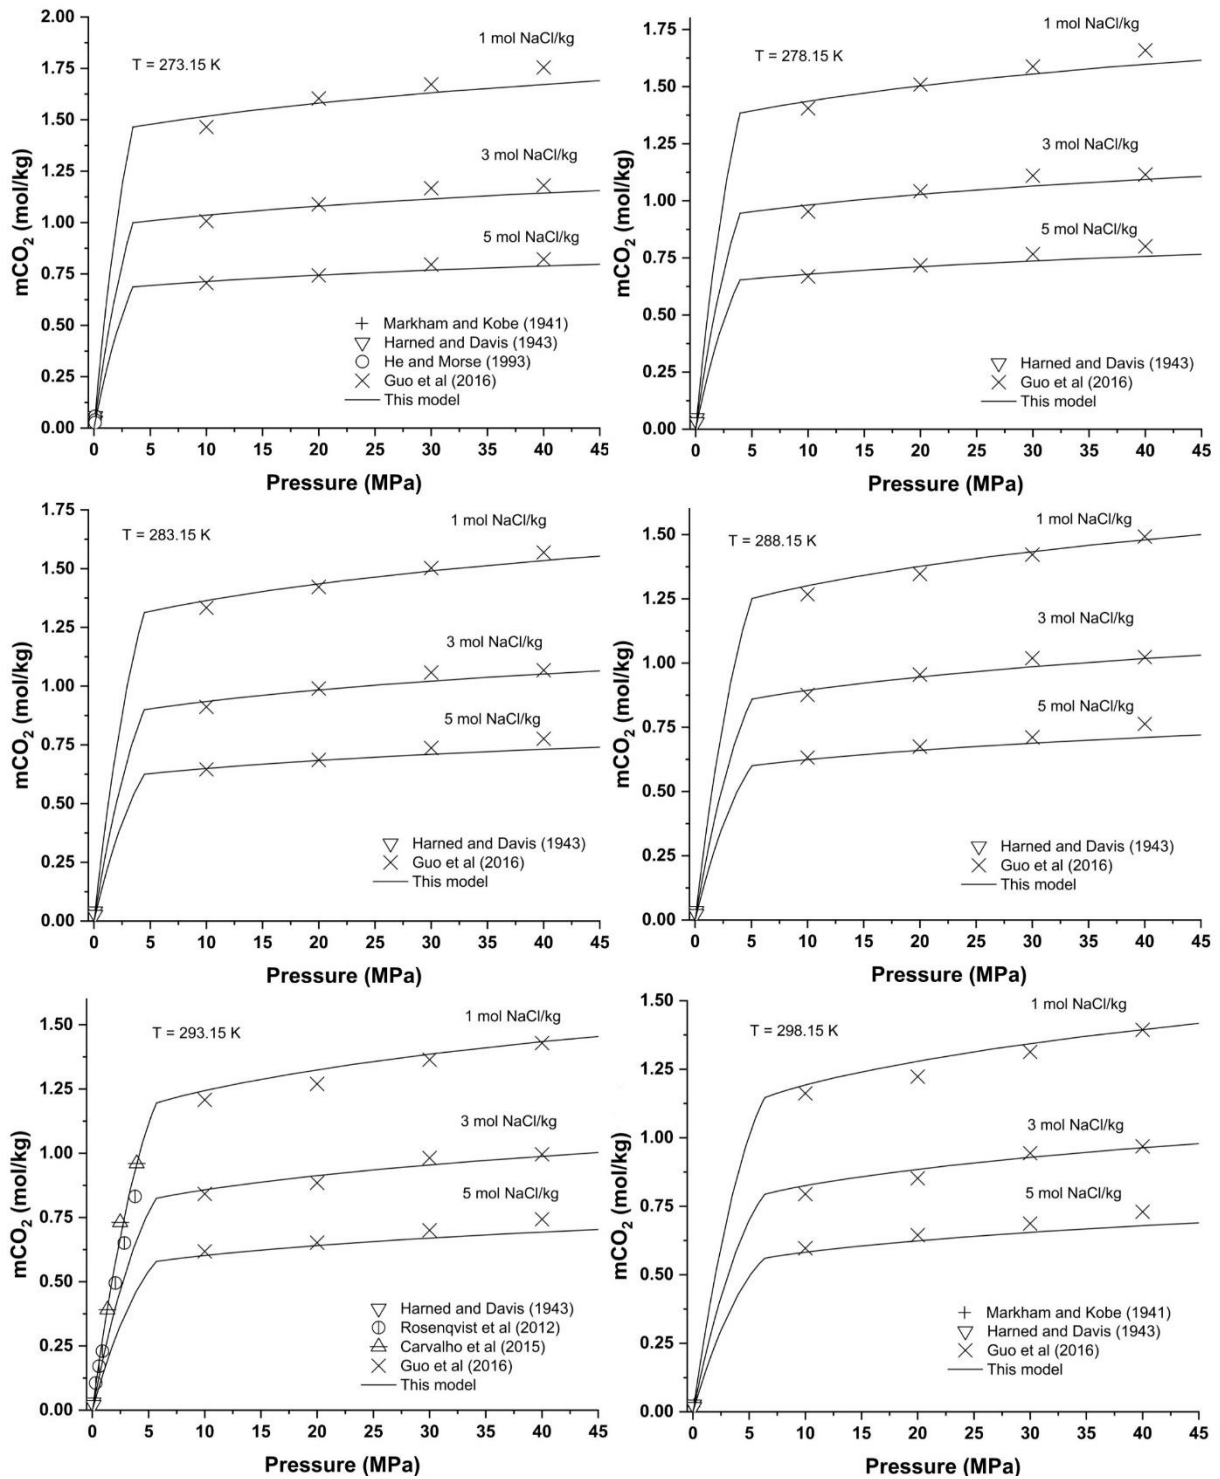 2.00
1.75
1.50
1.25
1.00
0.75
0.50
0.25
0.00
mCO₂ (mol/kg)
T = 273.15 K
1 mol NaCl/kg
3 mol NaCl/kg
5 mol NaCl/kg
Markham and Kobe (1941)
Harned and Davis (1943)
He and Morse (1993)
Guo et al (2016)
This model
0 5 10 15 20 25 30 35 40 45
Pressure (MPa)
1.75
1.50
1.25
1.00
0.75
0.50
0.25
0.00
mCO₂ (mol/kg)
T = 278.15 K
1 mol NaCl/kg
3 mol NaCl/kg
5 mol NaCl/kg
Harned and Davis (1943)
Guo et al (2016)
This model
0 5 10 15 20 25 30 35 40 45
Pressure (MPa)
1.75
1.50
1.25
1.00
0.75
0.50
0.25
0.00
mCO₂ (mol/kg)
T = 283.15 K
1 mol NaCl/kg
3 mol NaCl/kg
5 mol NaCl/kg
Harned and Davis (1943)
Guo et al (2016)
This model
0 5 10 15 20 25 30 35 40 45
Pressure (MPa)
1.50
1.25
1.00
0.75
0.50
0.25
0.00
mCO₂ (mol/kg)
T = 288.15 K
1 mol NaCl/kg
3 mol NaCl/kg
5 mol NaCl/kg
Harned and Davis (1943)
Guo et al (2016)
This model
0 5 10 15 20 25 30 35 40 45
Pressure (MPa)
1.50
1.25
1.00
0.75
0.50
0.25
0.00
mCO₂ (mol/kg)
T = 293.15 K
1 mol NaCl/kg
3 mol NaCl/kg
5 mol NaCl/kg
Harned and Davis (1943)
Rosenqvist et al (2012)
Carvalho et al (2015)
Guo et al (2016)
This model
0 5 10 15 20 25 30 35 40 45
Pressure (MPa)
1.50
1.25
1.00
0.75
0.50
0.25
0.00
mCO₂ (mol/kg)
T = 298.15 K
1 mol NaCl/kg
3 mol NaCl/kg
5 mol NaCl/kg
Markham and Kobe (1941)
Harned and Davis (1943)
Guo et al (2016)
This model
0 5 10 15 20 25 30 35 40 45
Pressure (MPa)